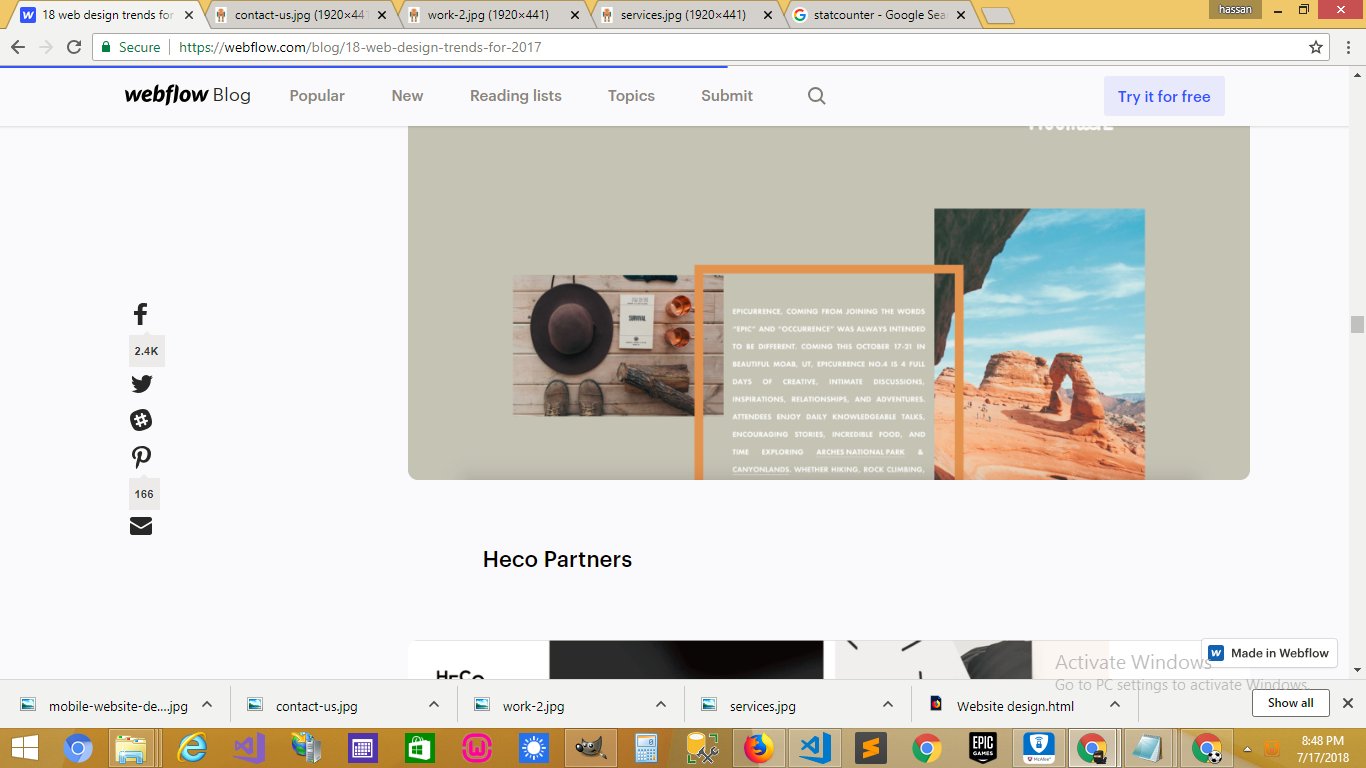 hassan
18 web design trends for
contact-us.jpg (1920×441
work-2.jpg (1920×441)
services.jpg (1920×441)
statcounter - Google Sea
Secure
https://webflow.com/blog/18-web-design-trends-for-2017
webflow Blog
Popular
New
Reading lists
Topics
Submit
Try it for free
2.4K
166
SURVIVAL
EPICURRENCE, COMING FROM JOINING THE WORDS
"EPIC" AND "OCCURRENCE" WAS ALWAYS INTENDED
TO BE DIFFERENT. COMING THIS OCTOBER 17-21 IN
BEAUTIFUL MOAB, UT, EPICURRENCE NO.4 IS 4 FULL
DAYS OF CREATIVE, INTIMATE DISCUSSIONS,
INSPIRATIONS, RELATIONSHIPS, AND ADVENTURES.
ATTENDEES ENJOY DAILY KNOWLEDGEABLE TALKS,
ENCOURAGING STORIES, INCREDIBLE FOOD, AND
TIME EXPLORING ARCHES NATIONAL PARK &
CANYONLANDS. WHETHER HIKING, ROCK CLIMBING,
Heco Partners
HeCo
Made in Webflow
Activate Windows
Go to PC settings to activate Windows.
mobile-website-de....jpg
contact-us.jpg
work-2.jpg
services.jpg
Website design.html
Show all
EPIC
GAMES
McAfee
8:48 PM
7/17/2018